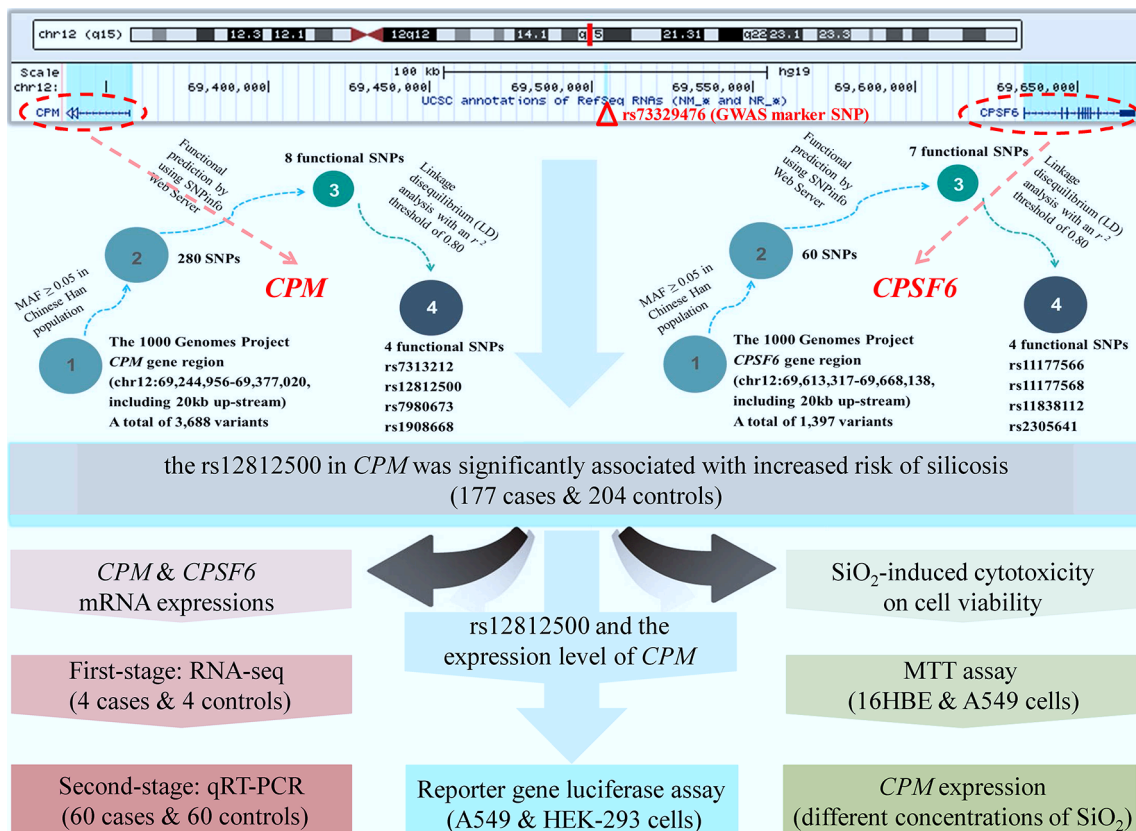 chr12 (q15) 12.3 12.1 12q12 14.1 q15 21.31 q22 23.1 23.3
Scale 100 kb hg19
chr12: 69,400,000 69,450,000 69,500,000 69,550,000 69,600,000 69,650,000
UCSC annotations of RefSeq RNAs (NM_* and NR_*)
CPM
rs73329476 (GWAS marker SNP)
CPSF6
MAF ≥ 0.05 in
Chinese Han
population
Functional
prediction by
using SNPinfo
Web Server
8 functional SNPs
Linkage
disequilibrium (LD)
analysis with an r²
threshold of 0.80
1
2
3
4
280 SNPs
CPM
The 1000 Genomes Project
CPM gene region
(chr12:69,244,956-69,377,020,
including 20kb up-stream)
A total of 3,688 variants
4 functional SNPs
rs7313212
rs12812500
rs7980673
rs1908668
MAF ≥ 0.05 in
Chinese Han
population
Functional
prediction by
using SNPinfo
Web Server
7 functional SNPs
Linkage
disequilibrium (LD)
analysis with an r²
threshold of 0.80
1
2
3
4
60 SNPs
CPSF6
The 1000 Genomes Project
CPSF6 gene region
(chr12:69,613,317-69,668,138,
including 20kb up-stream)
A total of 1,397 variants
4 functional SNPs
rs11177566
rs11177568
rs11838112
rs2305641
the rs12812500 in CPM was significantly associated with increased risk of silicosis
(177 cases & 204 controls)
CPM & CPSF6
mRNA expressions
First-stage: RNA-seq
(4 cases & 4 controls)
Second-stage: qRT-PCR
(60 cases & 60 controls)
rs12812500 and the
expression level of CPM
Reporter gene luciferase assay
(A549 & HEK-293 cells)
SiO₂-induced cytotoxicity
on cell viability
MTT assay
(16HBE & A549 cells)
CPM expression
(different concentrations of SiO₂)